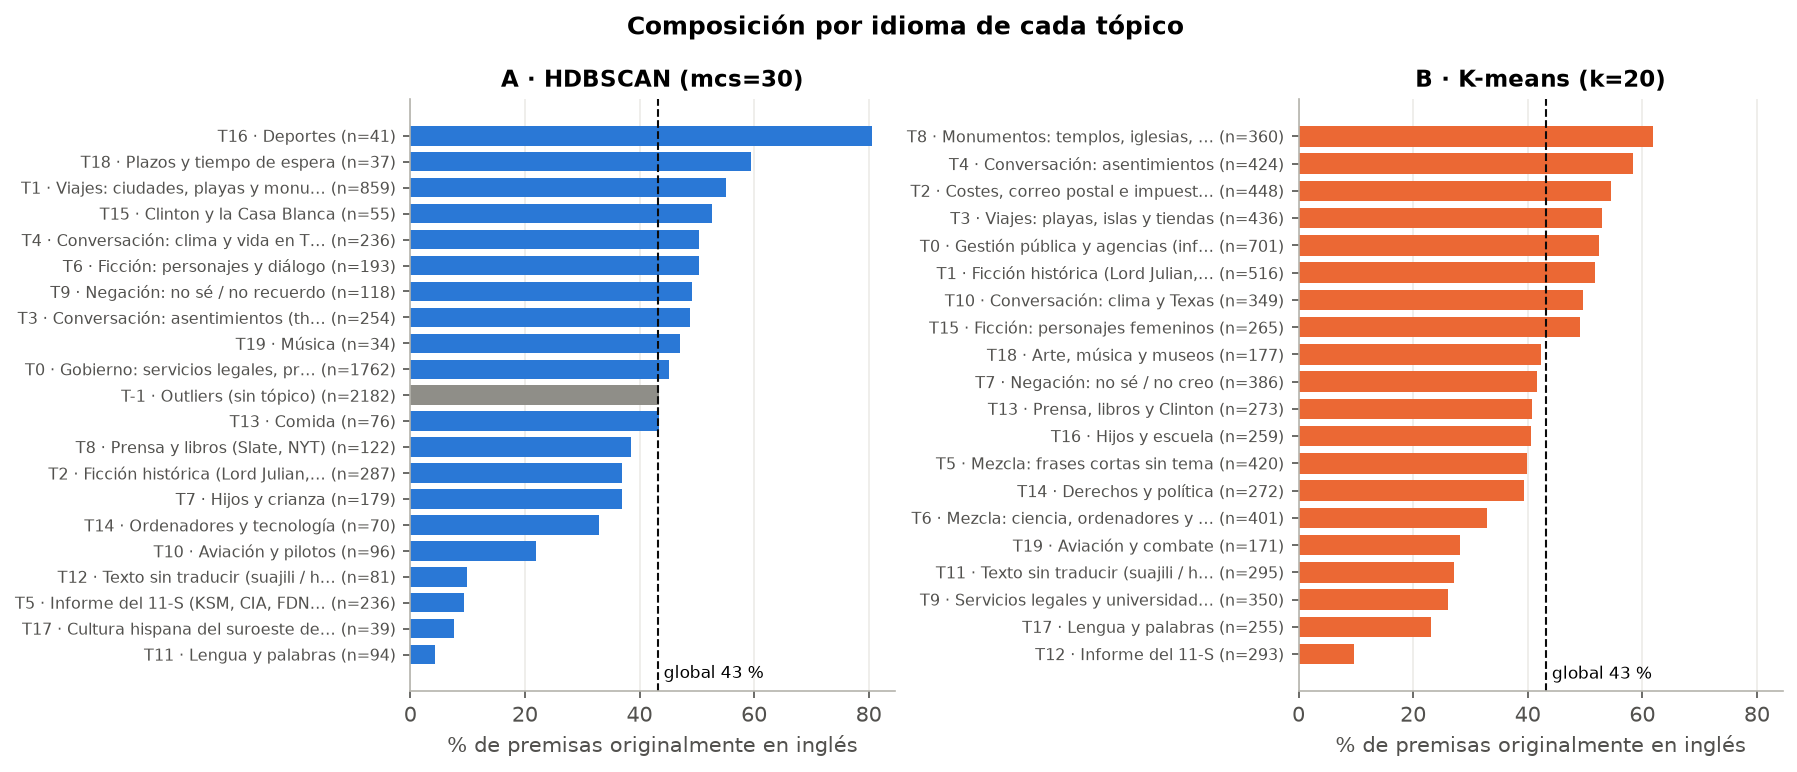 Composición por idioma de cada tópico
A · HDBSCAN (mcs=30)
T16 · Deportes (n=41)
T18 · Plazos y tiempo de espera (n=37)
T1 · Viajes: ciudades, playas y monu… (n=859)
T15 · Clinton y la Casa Blanca (n=55)
T4 · Conversación: clima y vida en T… (n=236)
T6 · Ficción: personajes y diálogo (n=193)
T9 · Negación: no sé / no recuerdo (n=118)
T3 · Conversación: asentimientos (th… (n=254)
T19 · Música (n=34)
T0 · Gobierno: servicios legales, pr… (n=1762)
T-1 · Outliers (sin tópico) (n=2182)
T13 · Comida (n=76)
T8 · Prensa y libros (Slate, NYT) (n=122)
T2 · Ficción histórica (Lord Julian,… (n=287)
T7 · Hijos y crianza (n=179)
T14 · Ordenadores y tecnología (n=70)
T10 · Aviación y pilotos (n=96)
T12 · Texto sin traducir (suajili / h… (n=81)
T5 · Informe del 11-S (KSM, CIA, FDN… (n=236)
T17 · Cultura hispana del suroeste de… (n=39)
T11 · Lengua y palabras (n=94)
global 43 %
0 20 40 60 80
% de premisas originalmente en inglés
B · K-means (k=20)
T8 · Monumentos: templos, iglesias, … (n=360)
T4 · Conversación: asentimientos (n=424)
T2 · Costes, correo postal e impuest… (n=448)
T3 · Viajes: playas, islas y tiendas (n=436)
T0 · Gestión pública y agencias (inf… (n=701)
T1 · Ficción histórica (Lord Julian,… (n=516)
T10 · Conversación: clima y Texas (n=349)
T15 · Ficción: personajes femeninos (n=265)
T18 · Arte, música y museos (n=177)
T7 · Negación: no sé / no creo (n=386)
T13 · Prensa, libros y Clinton (n=273)
T16 · Hijos y escuela (n=259)
T5 · Mezcla: frases cortas sin tema (n=420)
T14 · Derechos y política (n=272)
T6 · Mezcla: ciencia, ordenadores y … (n=401)
T19 · Aviación y combate (n=171)
T11 · Texto sin traducir (suajili / h… (n=295)
T9 · Servicios legales y universidad… (n=350)
T17 · Lengua y palabras (n=255)
T12 · Informe del 11-S (n=293)
global 43 %
0 20 40 60 80
% de premisas originalmente en inglés